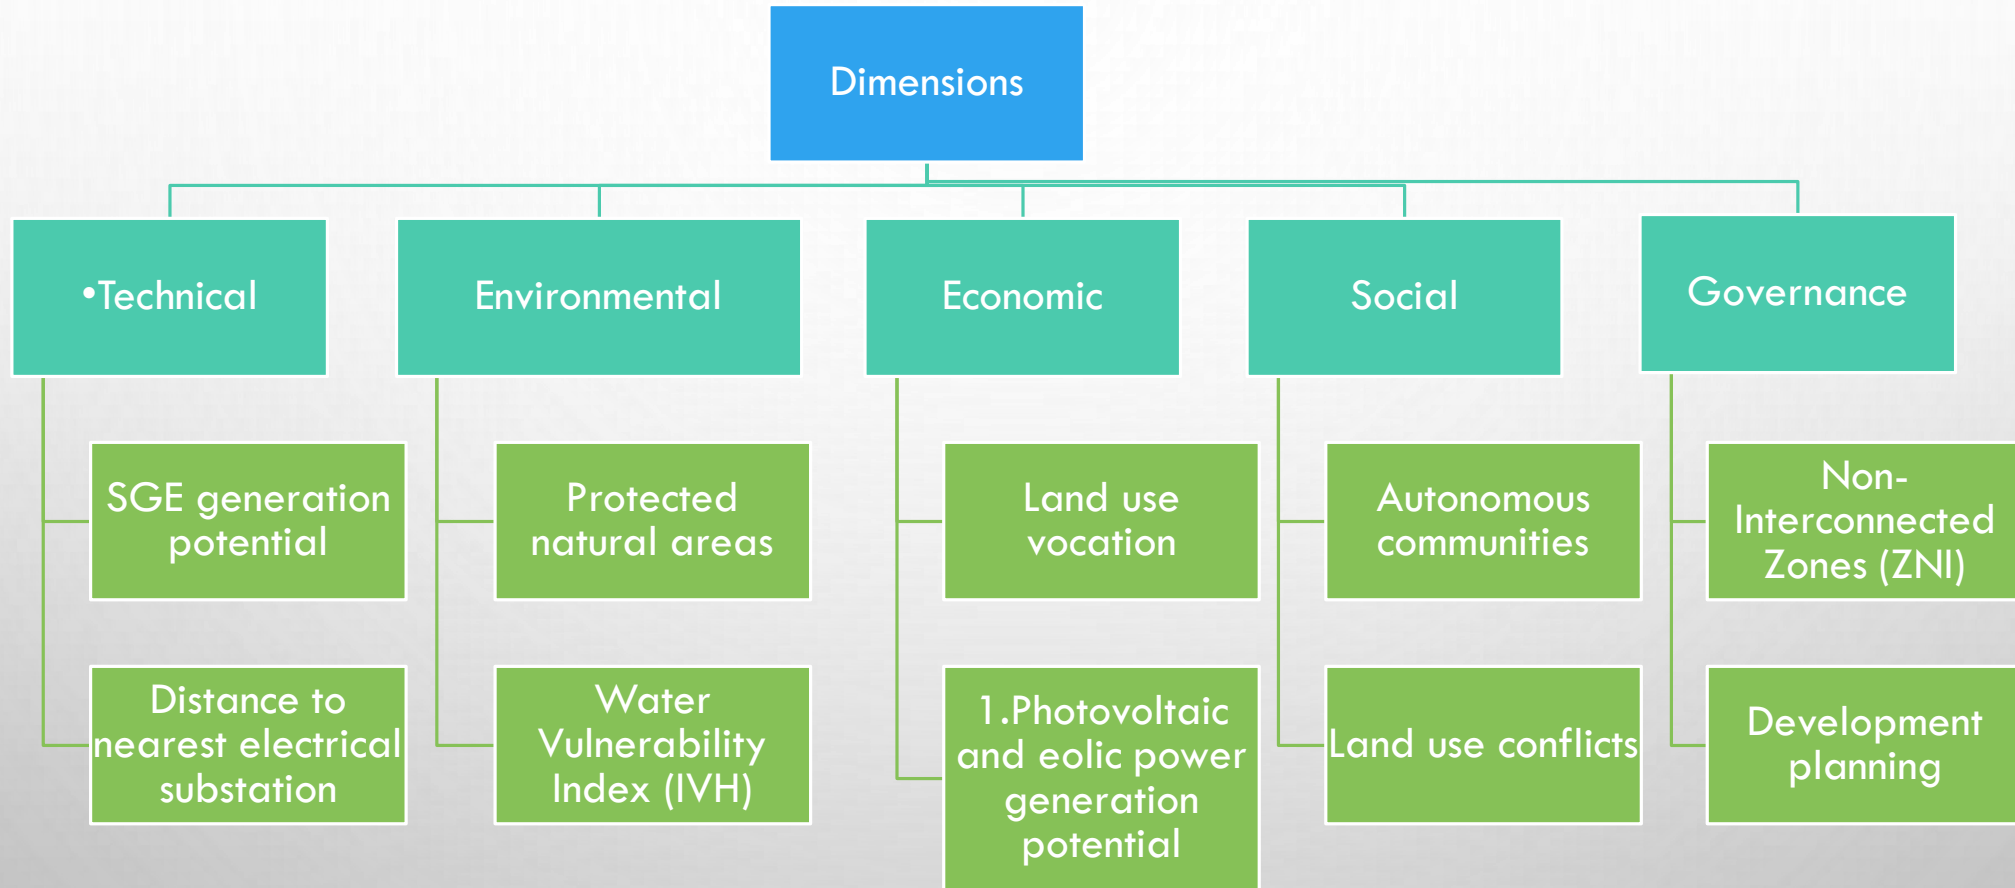 Dimensions
•Technical
Environmental
Economic
Social
Governance
SGE generation
potential
Protected
natural areas
Land use
vocation
Autonomous
communities
Non-
Interconnected
Zones (ZNI)
Distance to
nearest electrical
substation
Water
Vulnerability
Index (IVH)
1.Photovoltaic
and eolic power
generation
potential
Land use conflicts
Development
planning